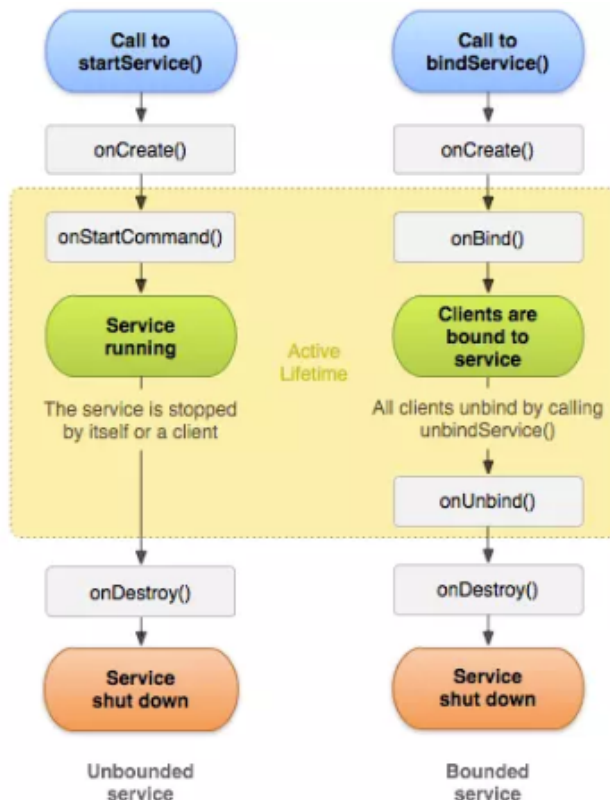 Call to
startService()
onCreate()
onStartCommand()
Service
running
The service is stopped
by itself or a client
onDestroy()
Service
shut down
Unbounded
service
Active
Lifetime
Call to
bindService()
onCreate()
onBind()
Clients are
bound to
service
All clients unbind by calling
unbindService()
onUnbind()
onDestroy()
Service
shut down
Bounded
service